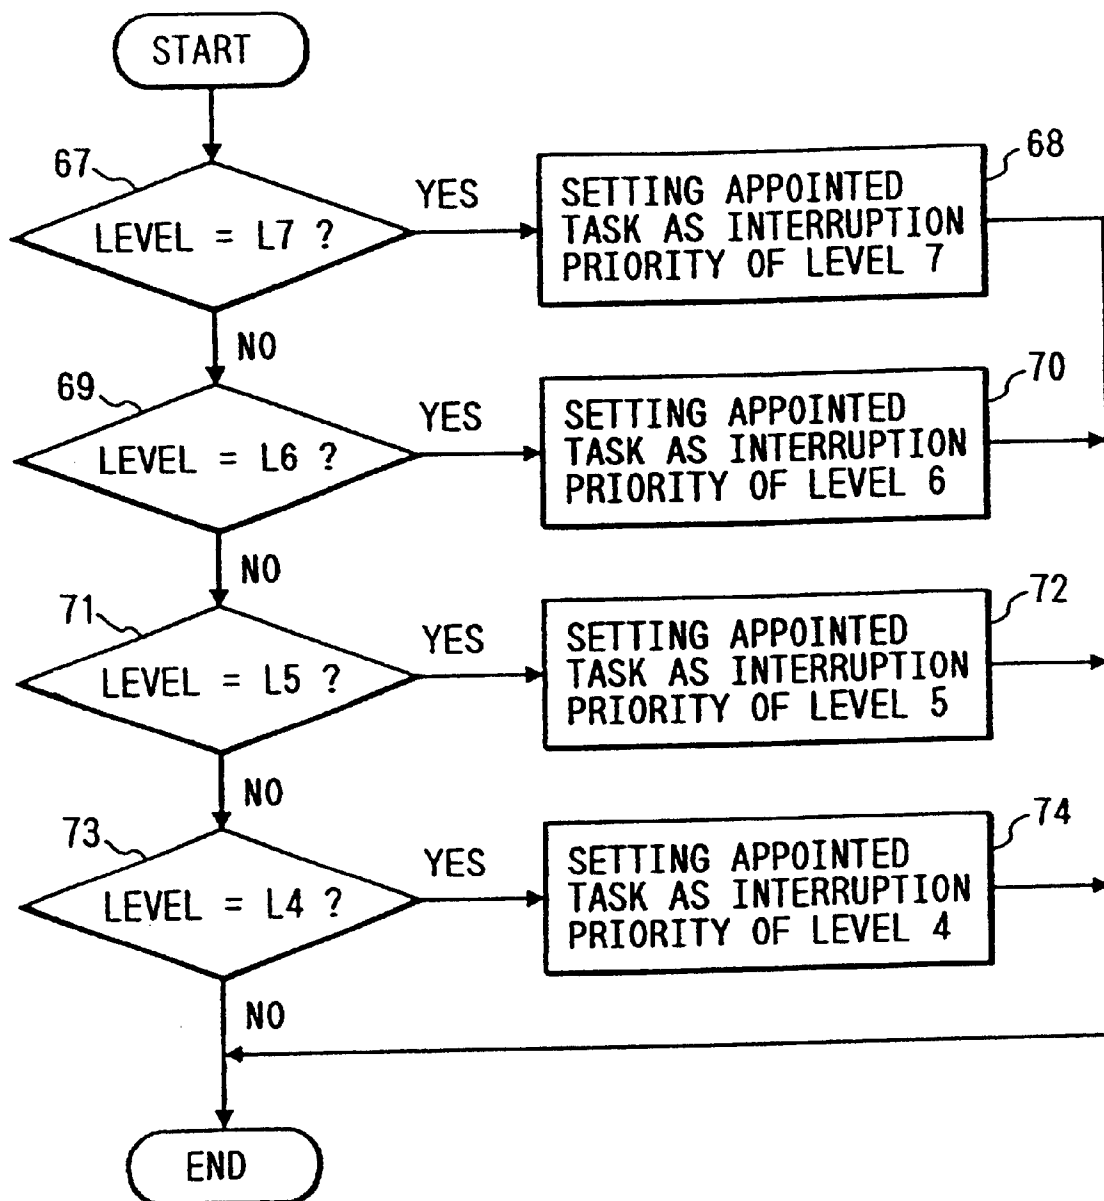 START
67
LEVEL = L7 ?
YES
68
SETTING APPOINTED
TASK AS INTERRUPTION
PRIORITY OF LEVEL 7
NO
69
LEVEL = L6 ?
YES
70
SETTING APPOINTED
TASK AS INTERRUPTION
PRIORITY OF LEVEL 6
NO
71
LEVEL = L5 ?
YES
72
SETTING APPOINTED
TASK AS INTERRUPTION
PRIORITY OF LEVEL 5
NO
73
LEVEL = L4 ?
YES
74
SETTING APPOINTED
TASK AS INTERRUPTION
PRIORITY OF LEVEL 4
NO
END